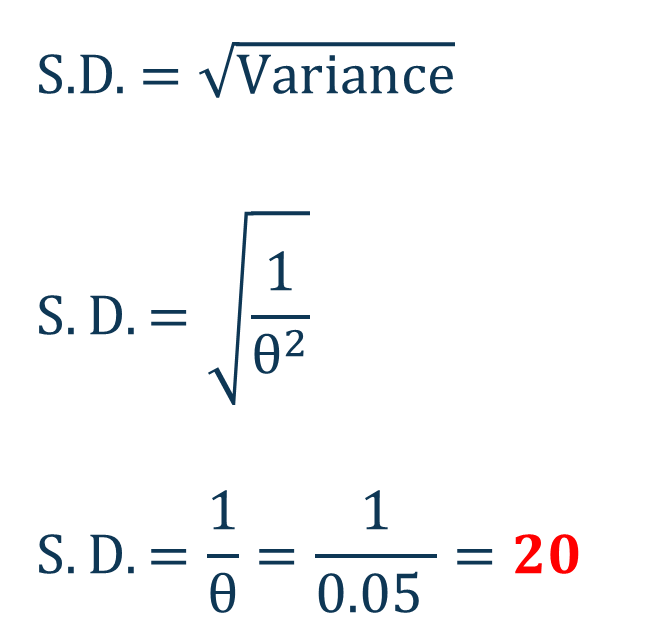 S.D. = √Variance
S. D. = √(1/θ²)
S. D. = 1/θ = 1/0.05 = 20